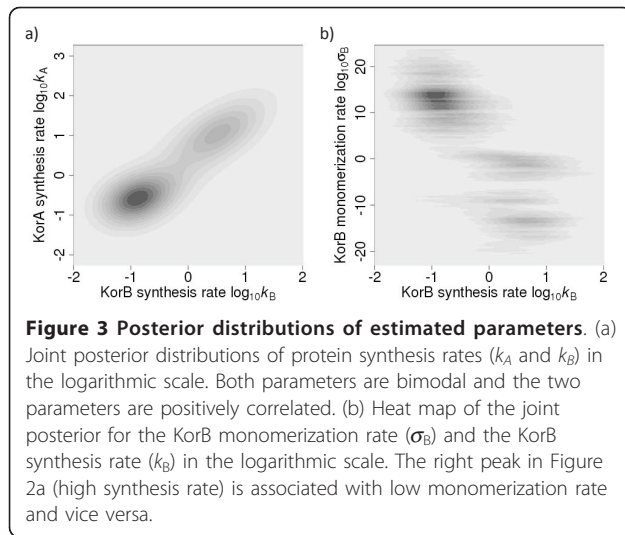 a)
KorA synthesis rate log10kA
3
2
1
0
-1
-2
-2
-1
0
1
2
KorB synthesis rate log10kB
b)
KorB monomerization rate log10σB
20
10
0
-10
-20
-2
-1
0
1
2
KorB synthesis rate log10kB
Figure 3 Posterior distributions of estimated parameters. (a)
Joint posterior distributions of protein synthesis rates (kA and kB) in
the logarithmic scale. Both parameters are bimodal and the two
parameters are positively correlated. (b) Heat map of the joint
posterior for the KorB monomerization rate (σB) and the KorB
synthesis rate (kB) in the logarithmic scale. The right peak in Figure
2a (high synthesis rate) is associated with low monomerization rate
and vice versa.